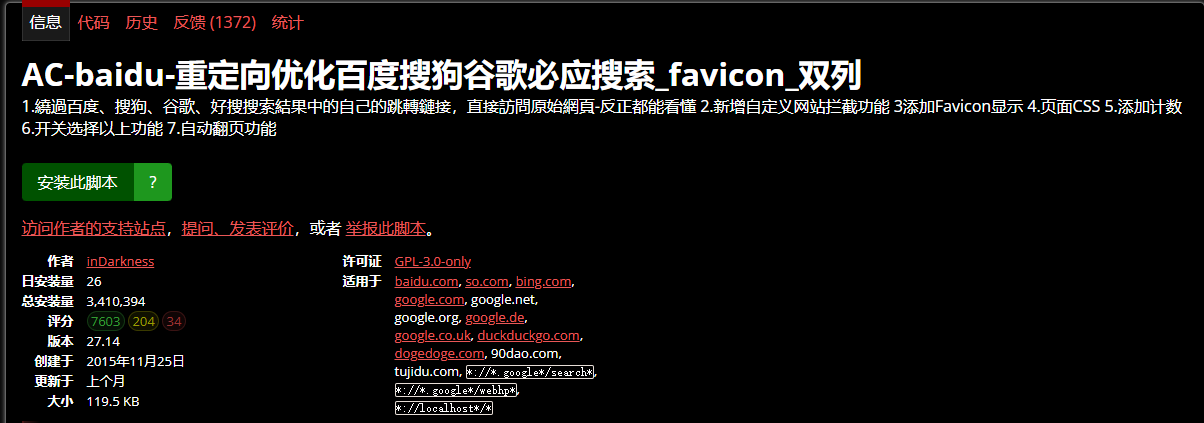 信息 代码 历史 反馈 (1372) 统计
AC-baidu-重定向优化百度搜狗谷歌必应搜索_favicon_双列
1.繞過百度、搜狗、谷歌、好搜搜索結果中的自己的跳轉鏈接，直接訪問原始網頁-反正都能看懂 2.新增自定义网站拦截功能 3添加Favicon显示 4.页面CSS 5.添加计数
6.开关选择以上功能 7.自动翻页功能
安装此脚本 ?
访问作者的支持站点，提问、发表评价，或者 举报此脚本。
作者 inDarkness
日安装量 26
总安装量 3,410,394
评分 7603 204 34
版本 27.14
创建于 2015年11月25日
更新于 上个月
大小 119.5 KB
许可证 GPL-3.0-only
适用于 baidu.com, so.com, bing.com,
google.com, google.net,
google.org, google.de,
google.co.uk, duckduckgo.com,
dogedoge.com, 90dao.com,
tujidu.com, *://*.google*/search*,
*://*.google*/webhp*,
*://localhost*/*